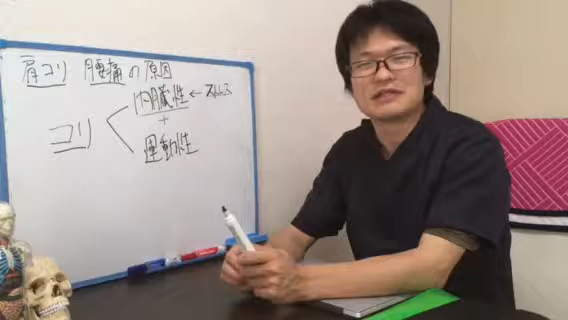 肩コリ 腰痛の原因
コリ
内臓性 ← ストレス
+
運動性